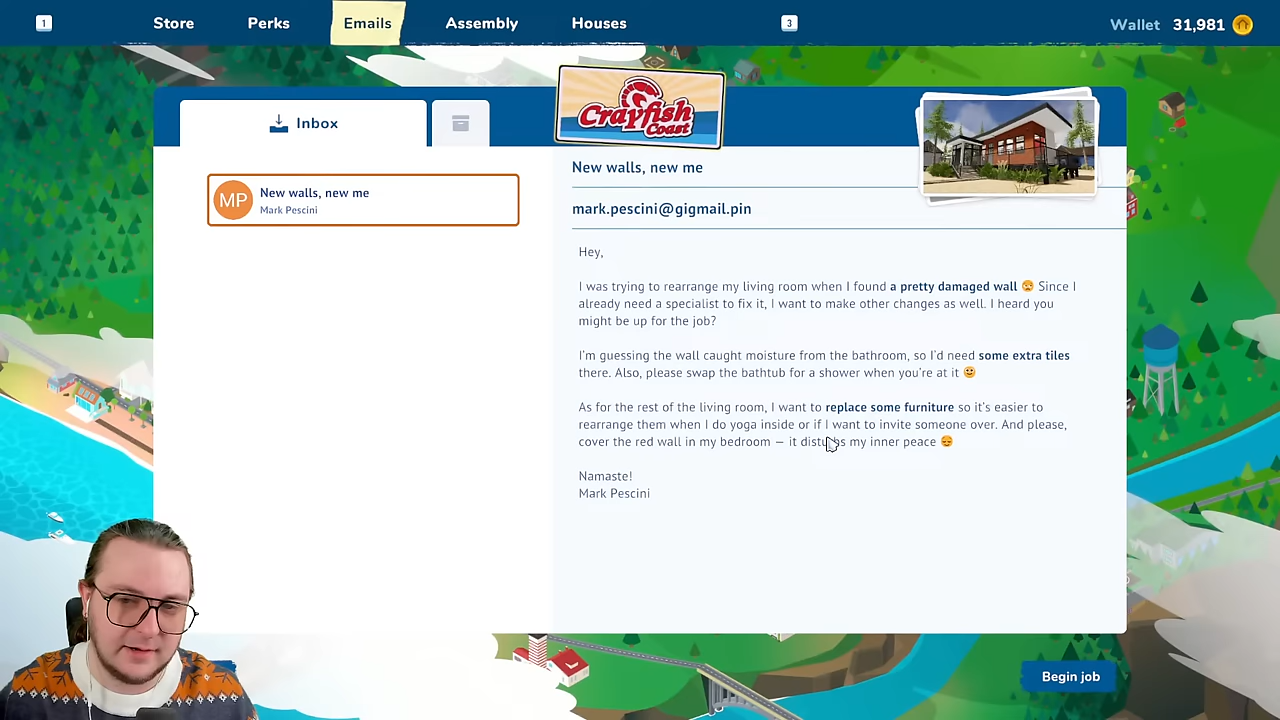 1
Store
Perks
Emails
Assembly
Houses
3
Wallet 31,981
Inbox
Crayfish
Coast
New walls, new me
Mark Pescini
MP
New walls, new me
mark.pescini@gigmail.pin
Hey,
I was trying to rearrange my living room when I found a pretty damaged wall 😥 Since I
already need a specialist to fix it, I want to make other changes as well. I heard you
might be up for the job?
I'm guessing the wall caught moisture from the bathroom, so I'd need some extra tiles
there. Also, please swap the bathtub for a shower when you're at it 😀
As for the rest of the living room, I want to replace some furniture so it's easier to
rearrange them when I do yoga inside or if I want to invite someone over. And please,
cover the red wall in my bedroom — it disturbs my inner peace 😌
Namaste!
Mark Pescini
Begin job